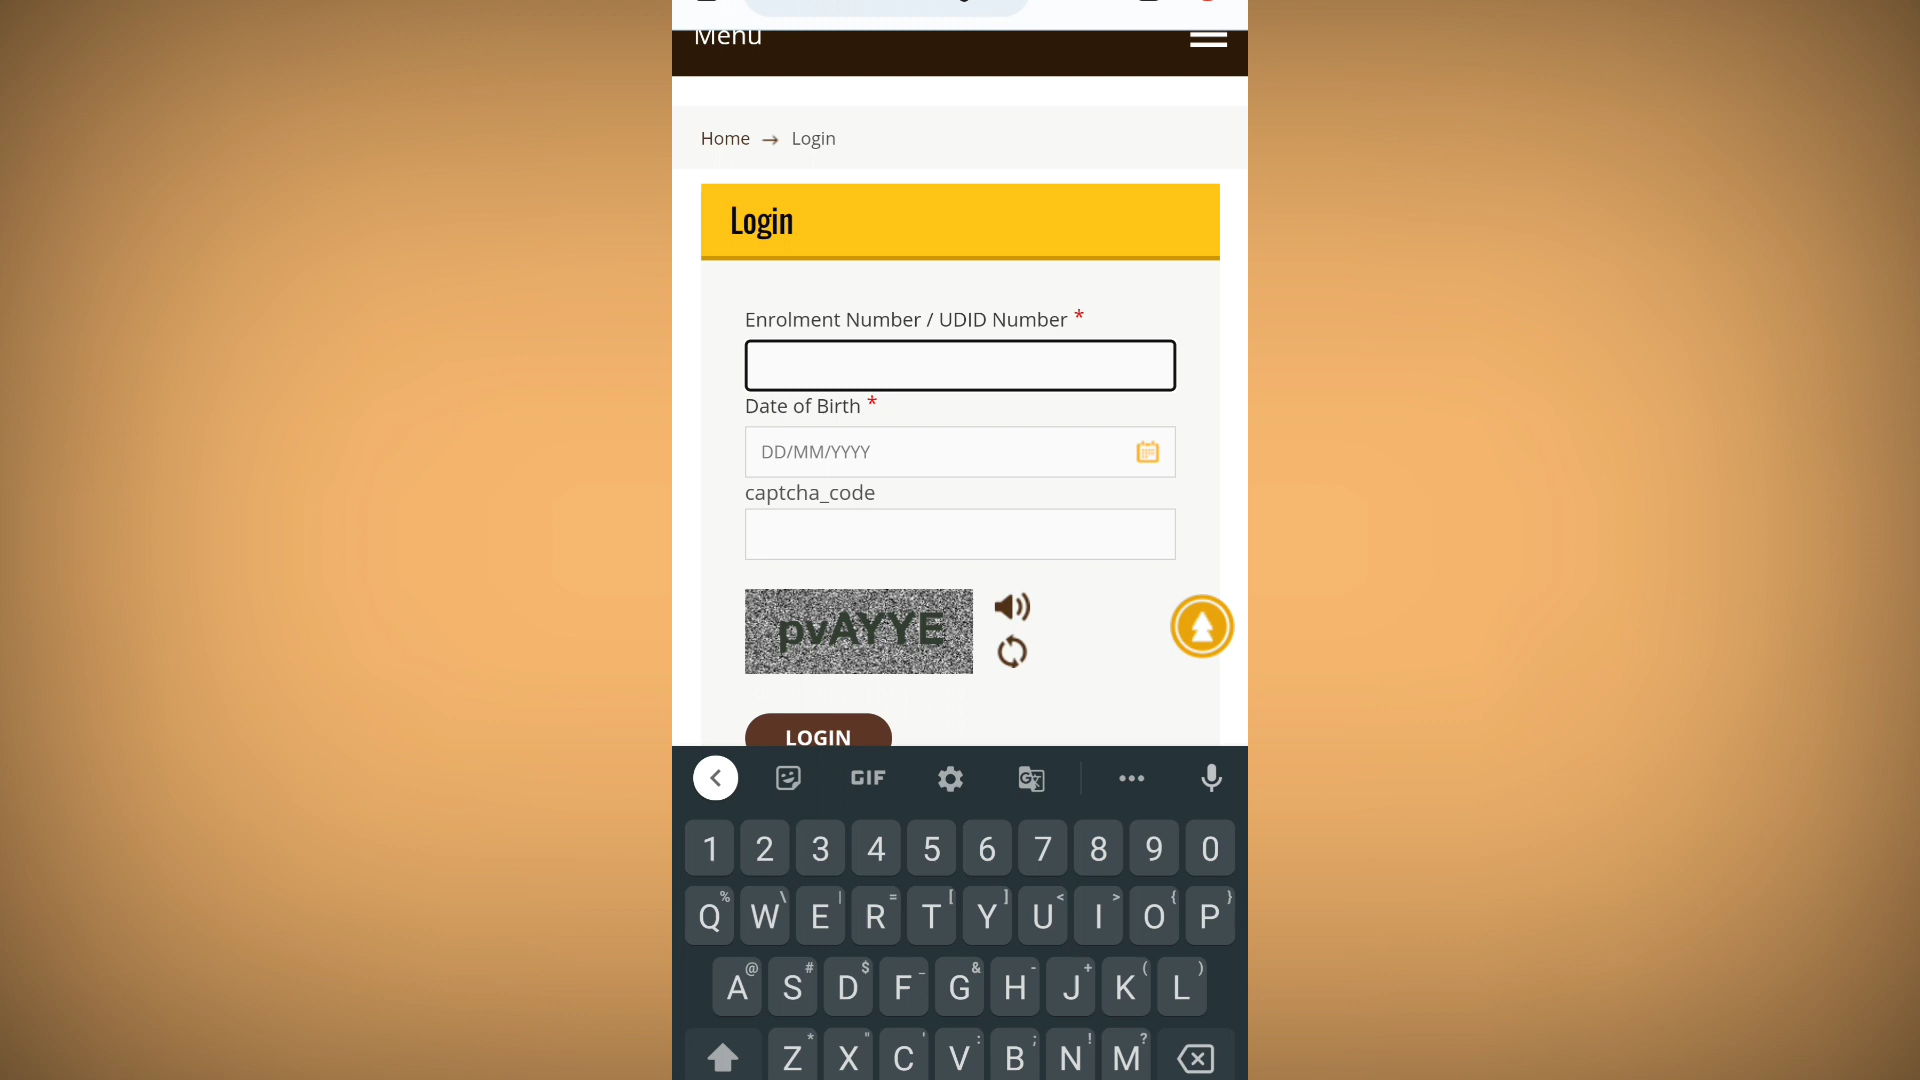 Menu
Home → Login
Login
Enrolment Number / UDID Number *
Date of Birth *
DD/MM/YYYY
captcha_code
pvAYYE
LOGIN
GIF
1 2 3 4 5 6 7 8 9 0
% \ | = [ ] < > { }
Q W E R T Y U I O P
@ # $ _ & - + ( )
A S D F G H J K L
* " ' : ; ! ?
Z X C V B N M